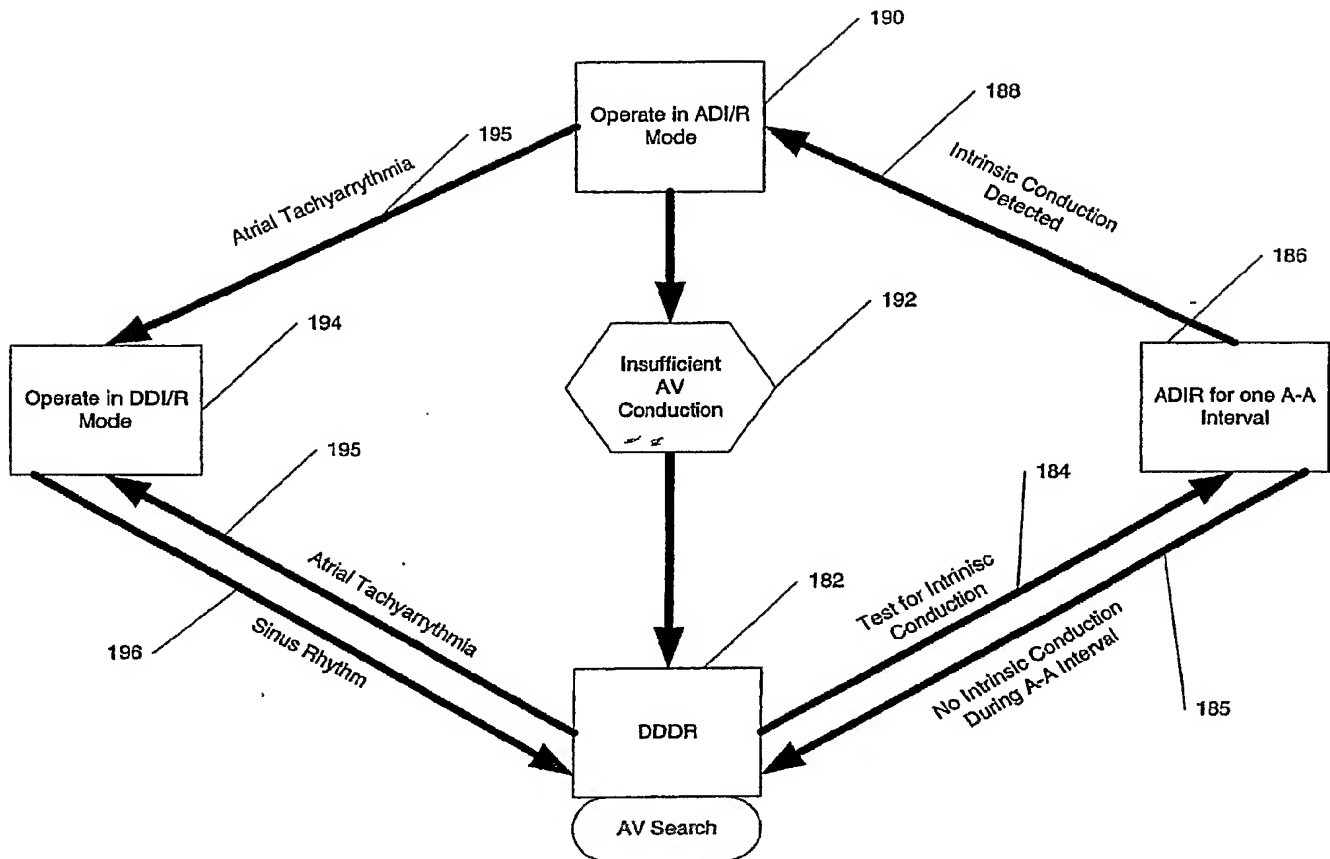 190
Operate in ADI/R
Mode
188
195
Atrial Tachyarrythmia
Intrinsic Conduction
Detected
186
194
192
Operate in DDI/R
Mode
Insufficient
AV
Conduction
ADIR for one A-A
Interval
195
184
Atrial Tachyarrythmia
182
Test for Intrinisc
Conduction
196
Sinus Rhythm
No Intrinsic Conduction
During A-A Interval
185
DDDR
AV Search